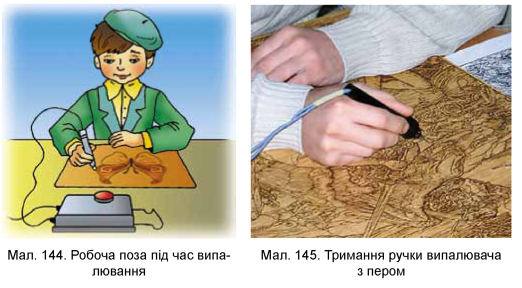 Мал. 144. Робоча поза під час випа-
лювання
Мал. 145. Тримання ручки випалювача
з пером